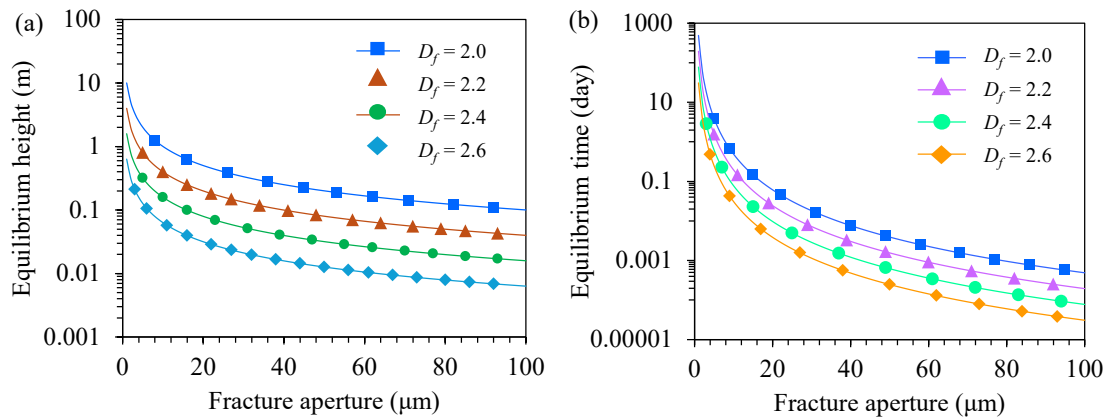 (a)
Equilibrium height (m)
100
10
1
0.1
0.01
0.001
0 20 40 60 80 100
Fracture aperture (μm)
D_f = 2.0
D_f = 2.2
D_f = 2.4
D_f = 2.6
(b)
Equilibrium time (day)
1000
10
0.1
0.001
0.00001
0 20 40 60 80 100
Fracture aperture (μm)
D_f = 2.0
D_f = 2.2
D_f = 2.4
D_f = 2.6